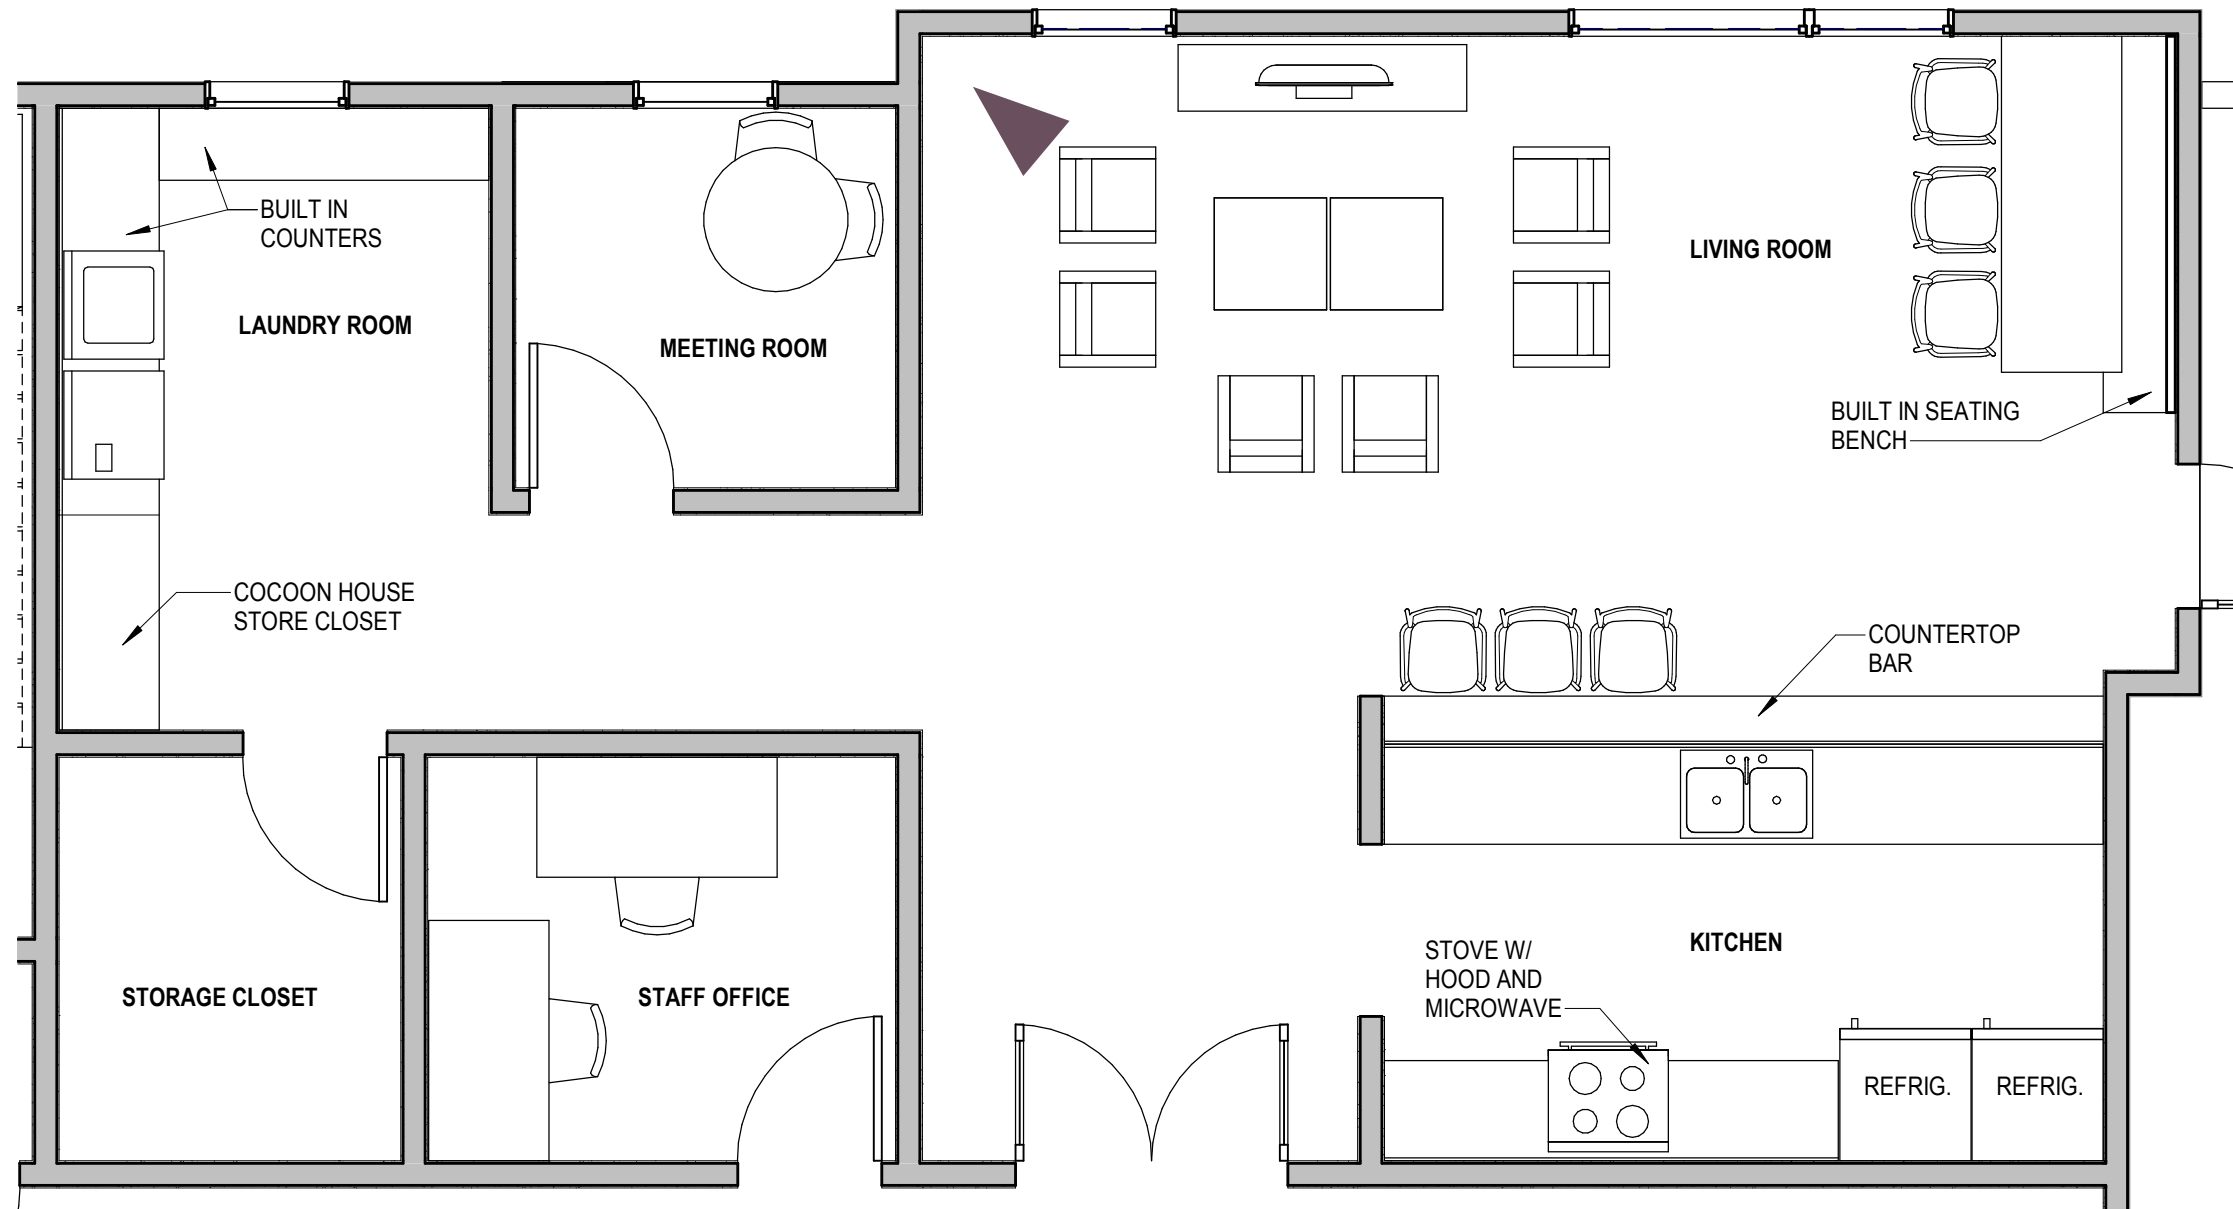 BUILT IN
COUNTERS
LAUNDRY ROOM
MEETING ROOM
LIVING ROOM
BUILT IN SEATING
BENCH
COCOON HOUSE
STORE CLOSET
COUNTERTOP
BAR
STORAGE CLOSET
STAFF OFFICE
STOVE W/
HOOD AND
MICROWAVE
KITCHEN
REFRIG.
REFRIG.